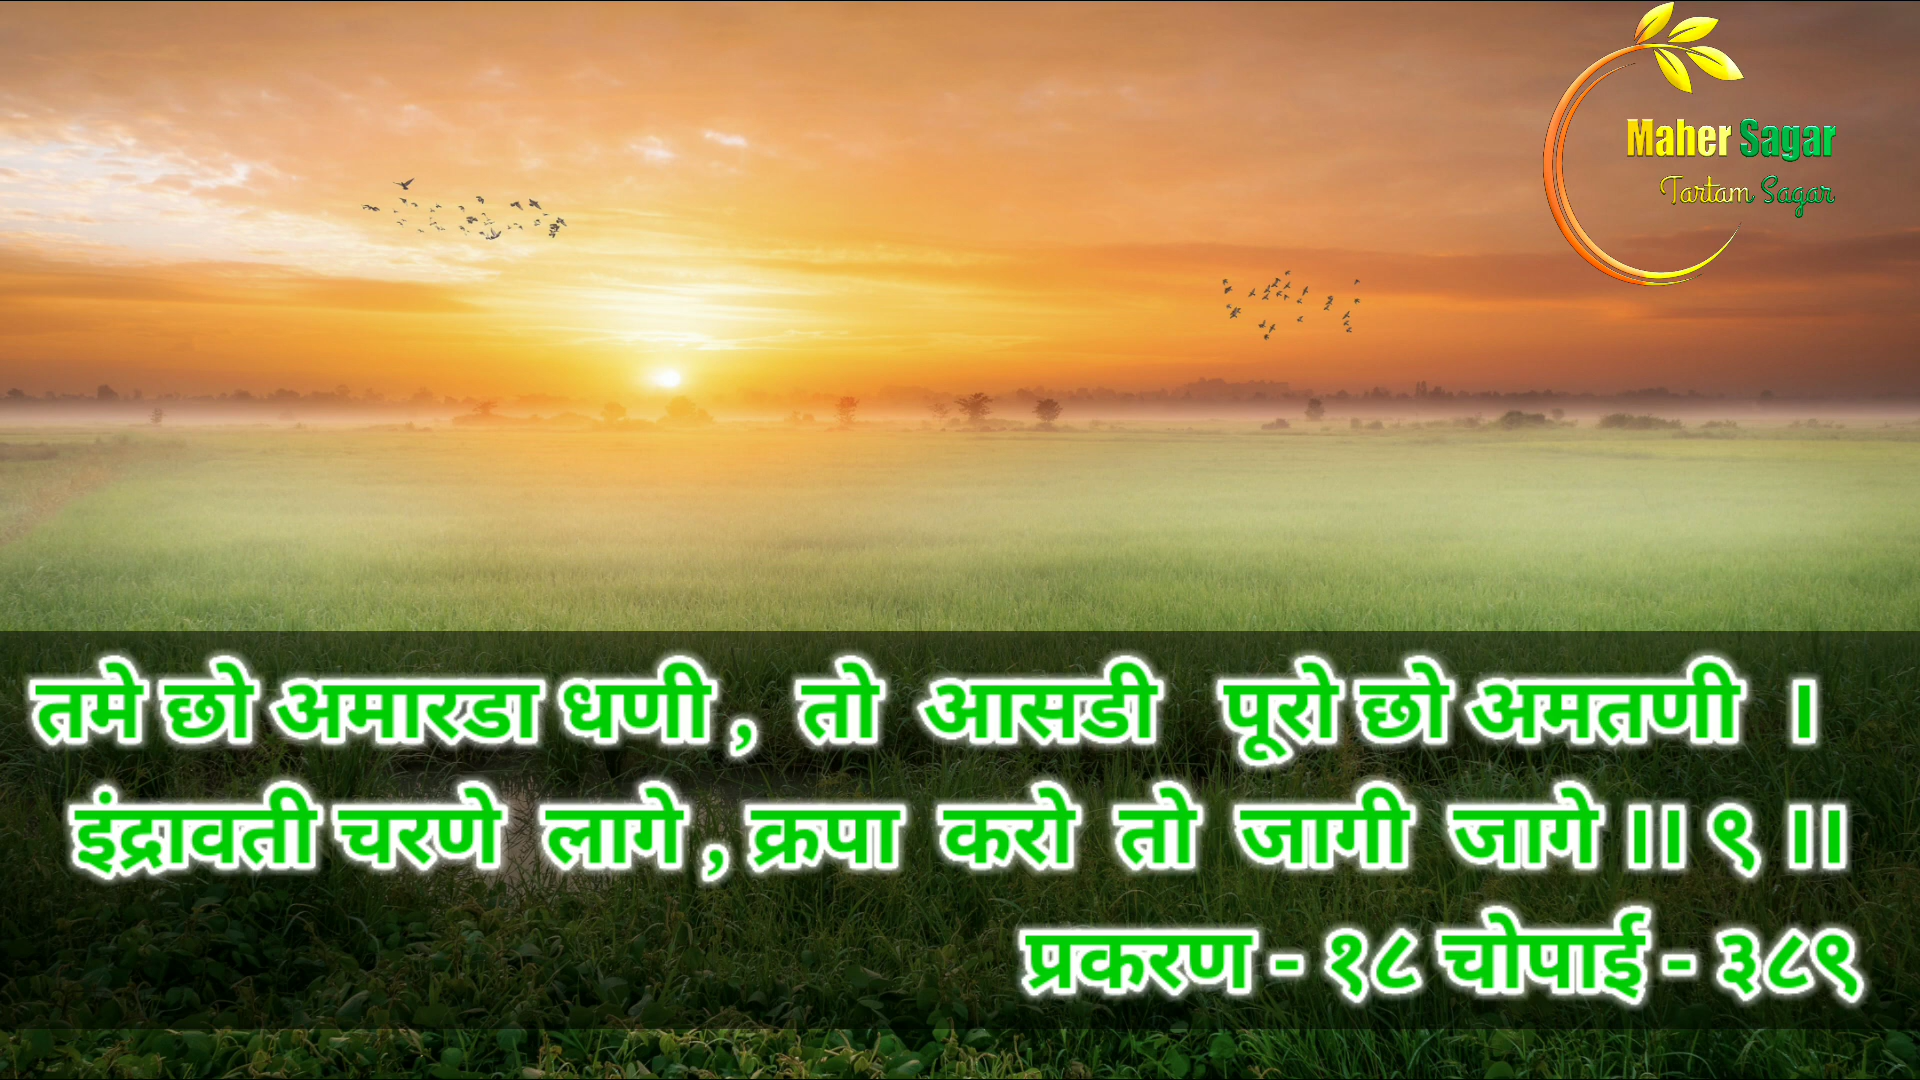 Maher Sagar
Tartam Sagar
तमे छो अमारडा धणी , तो आसडी पूरो छो अमतणी ।
इंद्रावती चरणे लागे , क्रपा करो तो जागी जागे ।। ९ ।।
प्रकरण - १८ चोपाई - ३८९